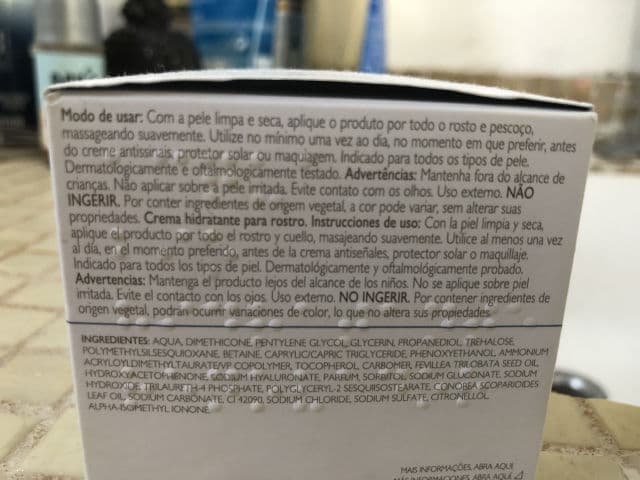 Modo de usar: Com a pele limpa e seca, aplique o produto por todo o rosto e pescoço,
massageando suavemente. Utilize no mínimo uma vez ao dia, no momento em que preferir, antes
do creme antissinais, protetor solar ou maquiagem. Indicado para todos os tipos de pele.
Dermatologicamente e oftalmologicamente testado. Advertências: Mantenha fora do alcance de
crianças. Não aplicar sobre a pele irritada. Evite contato com os olhos. Uso externo. NÃO
INGERIR. Por conter ingredientes de origem vegetal, a cor pode variar, sem alterar suas
propriedades. Crema hidratante para rostro. Instrucciones de uso: Con la piel limpia y seca,
aplique el producto por todo el rostro y cuello, masajeando suavemente. Utilice al menos una vez
al día, en el momento preferido, antes de la crema antiseñales, protector solar o maquillaje.
Indicado para todos los tipos de piel. Dermatológicamente y oftalmológicamente probado.
Advertencias: Mantenga el producto lejos del alcance de los niños. No se aplique sobre piel
irritada. Evite el contacto con los ojos. Uso externo. NO INGERIR. Por contener ingredientes de
origen vegetal, podrán ocurrir variaciones de color, lo que no altera sus propiedades.
INGREDIENTES: AQUA, DIMETHICONE, PENTYLENE GLYCOL, GLYCERIN, PROPANEDIOL, TREHALOSE,
POLYMETHYLSILSESQUIOXANE, BETAINE, CAPRYLIC/CAPRIC TRIGLYCERIDE, PHENOXYETHANOL, AMMONIUM
ACRYLOYLDIMETHYLTAURATE/VP COPOLYMER, TOCOPHEROL, CARBOMER, FEVILLEA TRILOBATA SEED OIL,
HYDROXYACETOPHENONE, SODIUM HYALURONATE, PARFUM, SORBITOL, SODIUM GLUCONATE, SODIUM
HYDROXIDE, TRILAURETH-4 PHOSPHATE, POLYGLYCERYL-2 SESQUIISOSTEARATE, CONOBEA SCOPARIOIDES
LEAF OIL, SODIUM CARBONATE, CI 42090, SODIUM CHLORIDE, SODIUM SULFATE, CITRONELLOL,
ALPHA-ISOMETHYL IONONE.
MAIS INFORMAÇÕES, ABRA AQUI
MÁS INFORMACIONES, ABRA AQUÍ